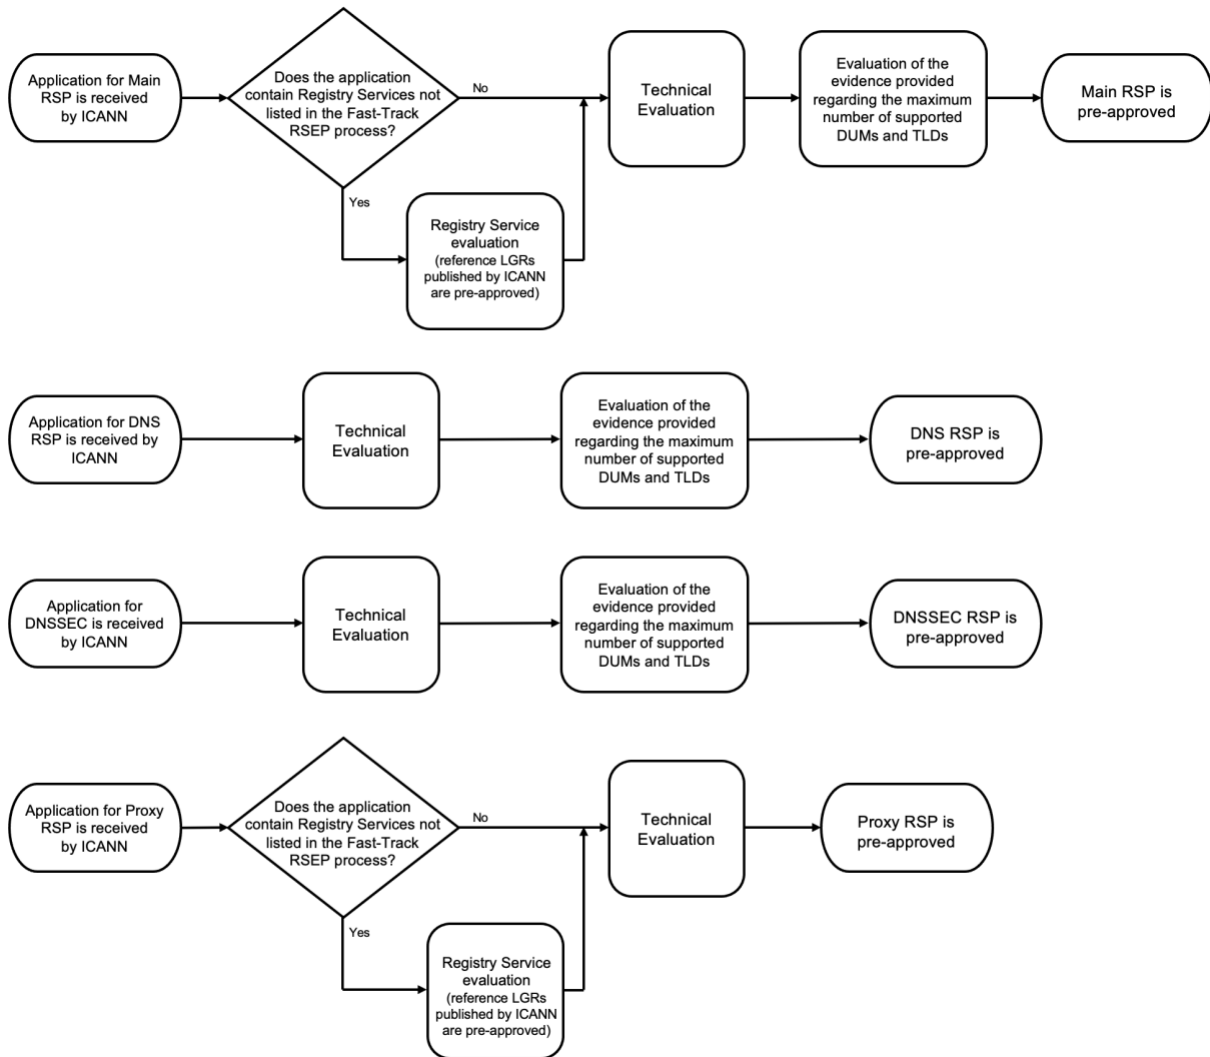 Application for Main
RSP is received
by ICANN
Does the application
contain Registry Services not
listed in the Fast-Track
RSEP process?
No
Yes
Registry Service
evaluation
(reference LGRs
published by ICANN
are pre-approved)
Technical
Evaluation
Evaluation of the
evidence provided
regarding the maximum
number of supported
DUMs and TLDs
Main RSP is
pre-approved
Application for DNS
RSP is received by
ICANN
Technical
Evaluation
Evaluation of the
evidence provided
regarding the maximum
number of supported
DUMs and TLDs
DNS RSP is
pre-approved
Application for
DNSSEC is received
by ICANN
Technical
Evaluation
Evaluation of the
evidence provided
regarding the maximum
number of supported
DUMs and TLDs
DNSSEC RSP is
pre-approved
Application for Proxy
RSP is received
by ICANN
Does the application
contain Registry Services not
listed in the Fast-Track
RSEP process?
No
Yes
Registry Service
evaluation
(reference LGRs
published by ICANN
are pre-approved)
Technical
Evaluation
Proxy RSP is
pre-approved